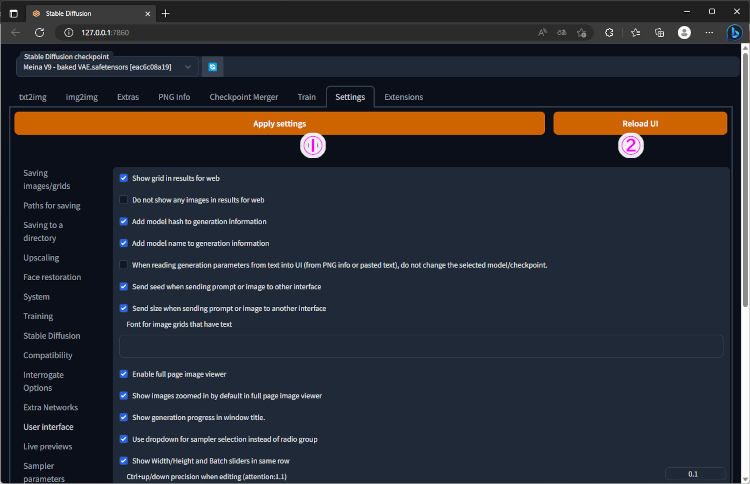 Stable Diffusion
127.0.0.1:7860
Stable Diffusion checkpoint
Meina V9 - baked VAE.safetensors [eac6c08a19]
txt2img img2img Extras PNG Info Checkpoint Merger Train Settings Extensions
Apply settings Reload UI
① ②
Saving
images/grids
Paths for saving
Saving to a
directory
Upscaling
Face restoration
System
Training
Stable Diffusion
Compatibility
Interrogate
Options
Extra Networks
User interface
Live previews
Sampler
parameters
Show grid in results for web
Do not show any images in results for web
Add model hash to generation information
Add model name to generation information
When reading generation parameters from text into UI (from PNG info or pasted text), do not change the selected model/checkpoint.
Send seed when sending prompt or image to other interface
Send size when sending prompt or image to another interface
Font for image grids that have text
Enable full page image viewer
Show images zoomed in by default in full page image viewer
Show generation progress in window title.
Use dropdown for sampler selection instead of radio group
Show Width/Height and Batch sliders in same row
Ctrl+up/down precision when editing (attention:1.1)
0.1